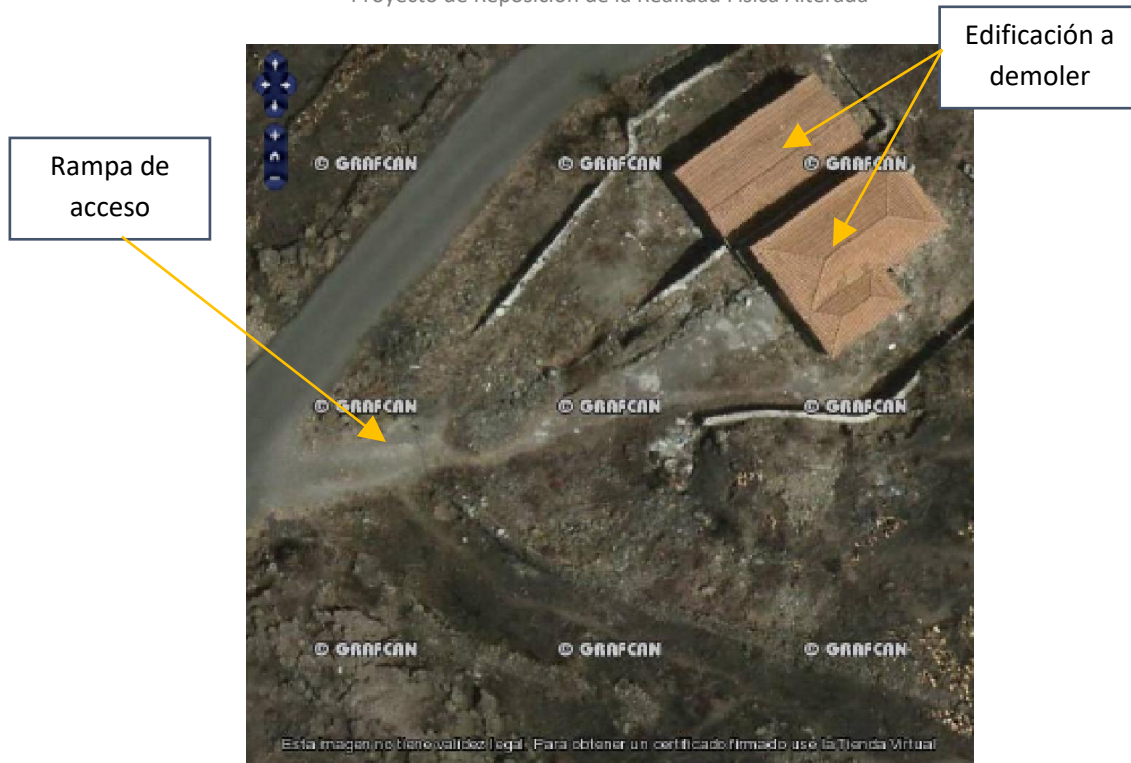 Proyecto de Reposición de la Realidad Física Alterada
Edificación a
demoler
Rampa de
acceso
© GRAFCAN
© GRAFCAN
© GRAFCAN
© GRAFCAN
© GRAFCAN
© GRAFCAN
© GRAFCAN
© GRAFCAN
© GRAFCAN
Esta imagen no tiene validez legal. Para obtener un certificado firmado use la Tienda Virtual